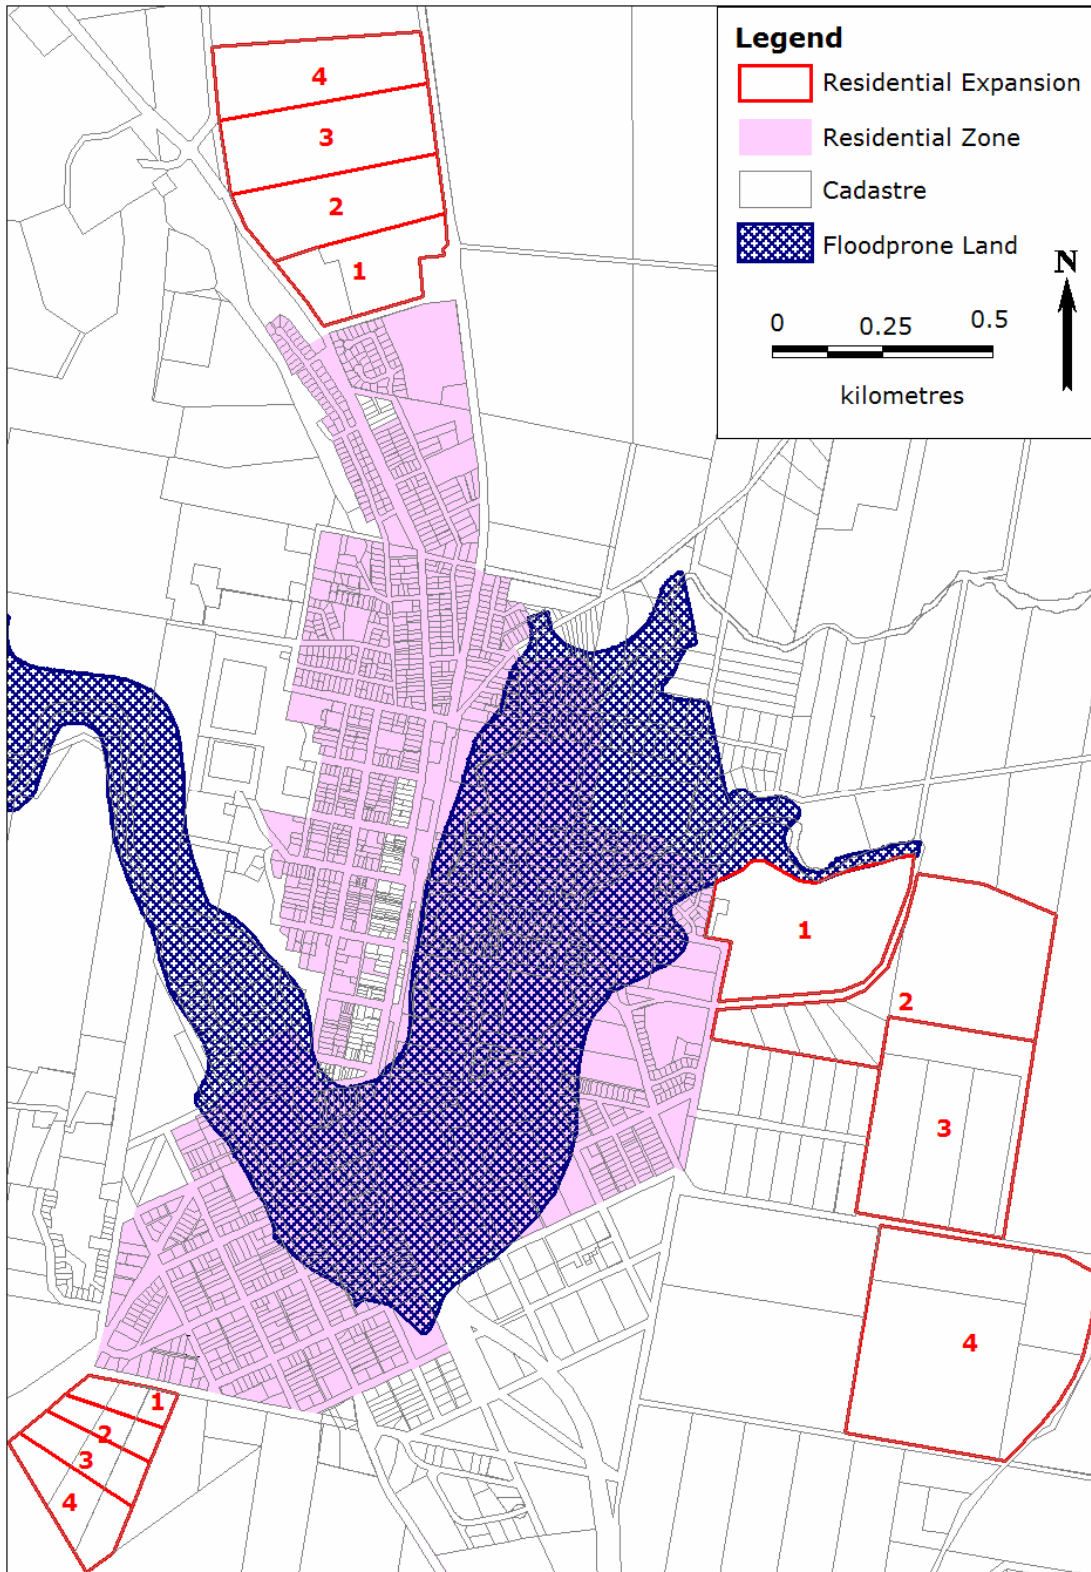 Legend
Residential Expansion
Residential Zone
Cadastre
Floodprone Land
N
0 0.25 0.5
kilometres
4
3
2
1
1
2
3
4
1
2
3
4